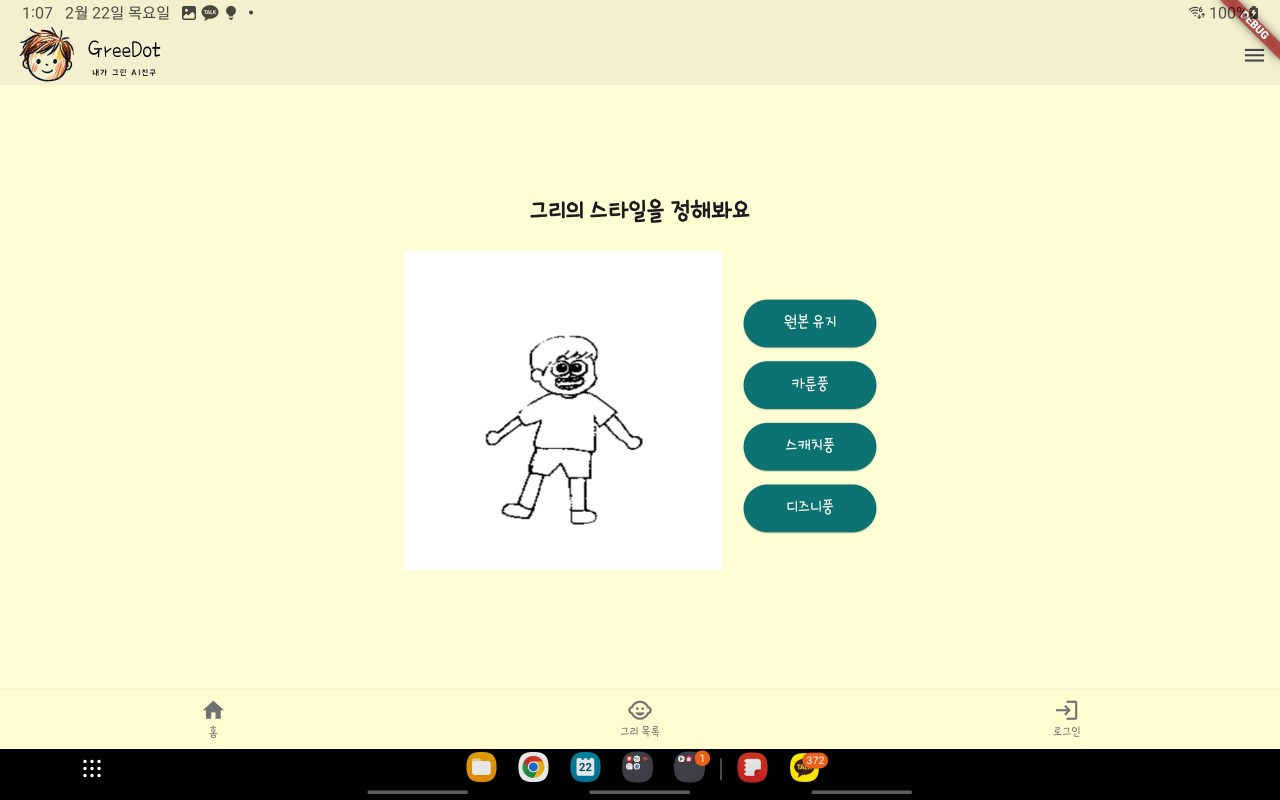 1:07 2월 22일 목요일 TALK
100%
DEBUG
GreeDot
내가 그린 AI친구
그리의 스타일을 정해봐요
원본 유지
카툰풍
스캐치풍
디즈니풍
홈
그리 목록
로그인
22
1
TALK
372